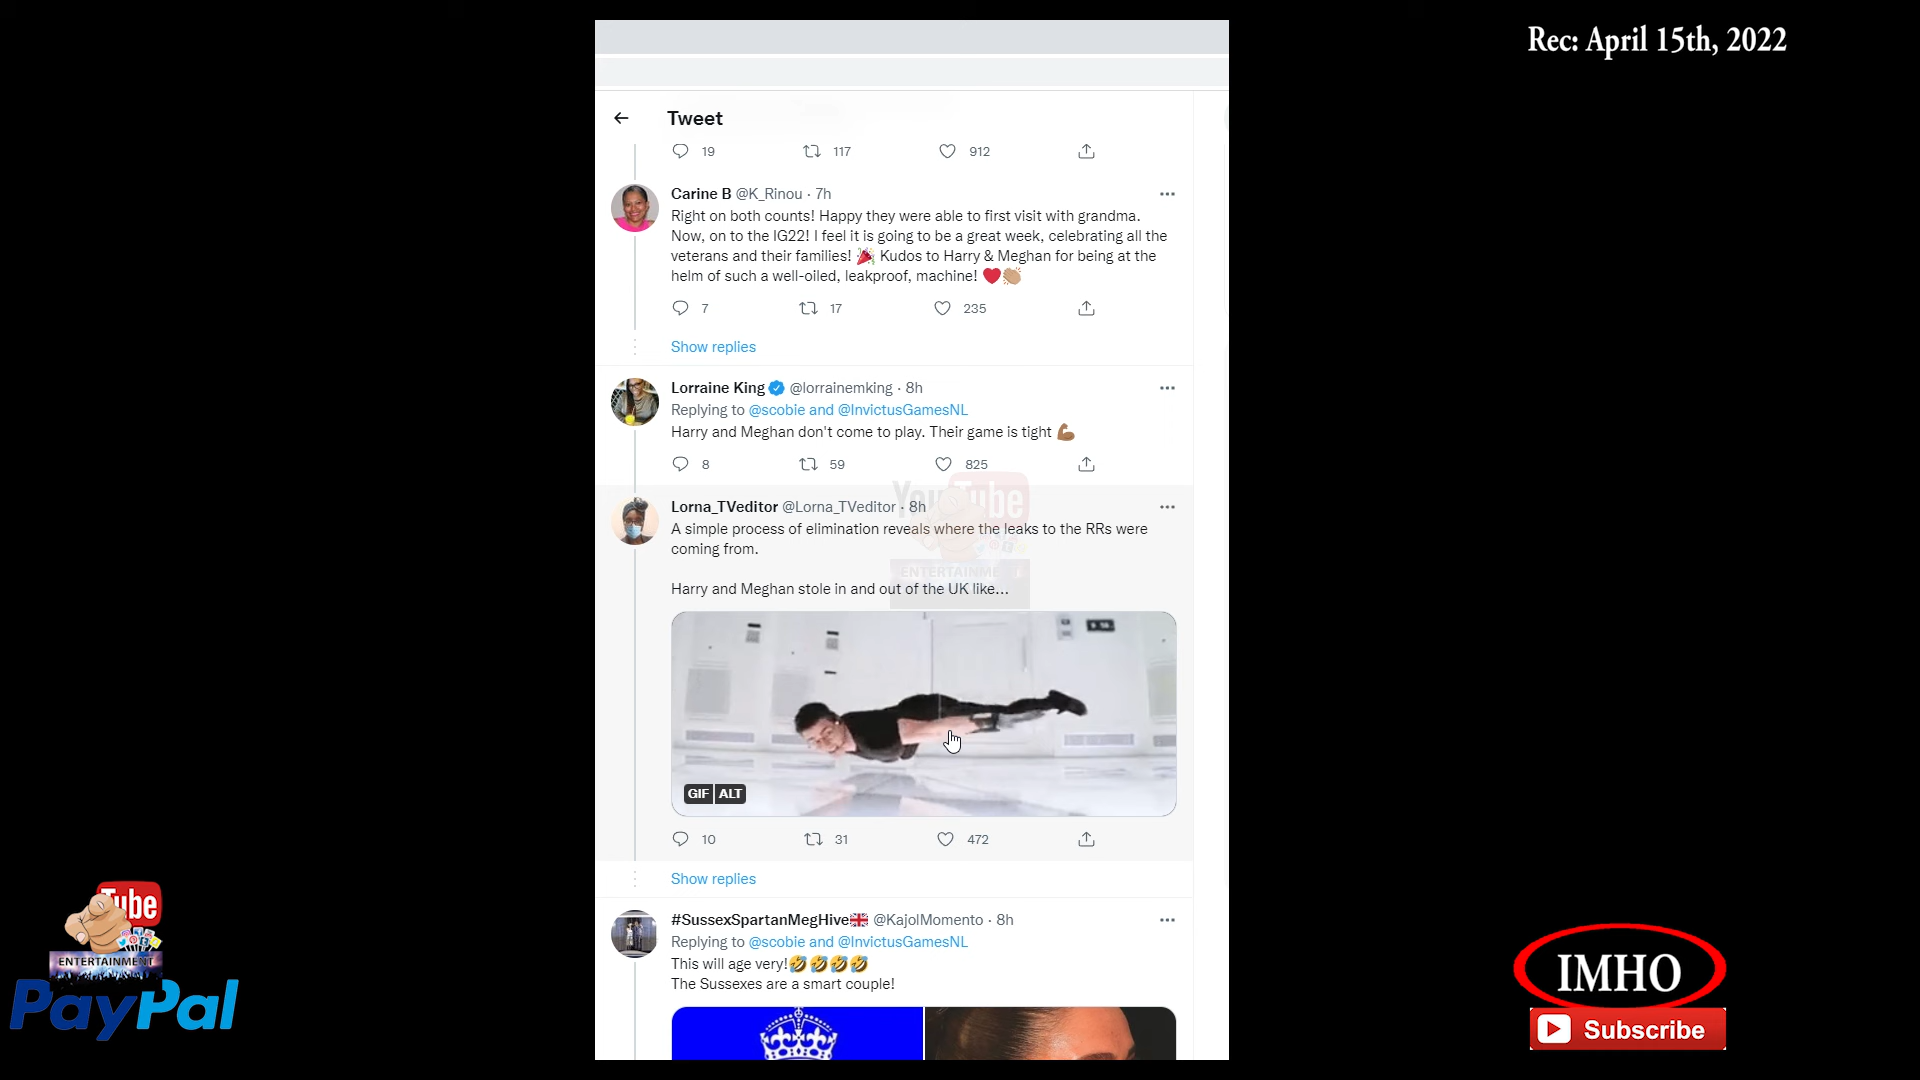 Rec: April 15th, 2022
Tweet
19 117 912
Carine B @K_Rinou · 7h
Right on both counts! Happy they were able to first visit with grandma.
Now, on to the IG22! I feel it is going to be a great week, celebrating all the
veterans and their families! 🎉 Kudos to Harry & Meghan for being at the
helm of such a well-oiled, leakproof, machine! ❤️👏🏽
7 17 235
Show replies
Lorraine King @lorrainemking · 8h
Replying to @scobie and @InvictusGamesNL
Harry and Meghan don't come to play. Their game is tight 💪🏾
8 59 825
YouTube
ENTERTAINMENT
Lorna_TVeditor @Lorna_TVeditor · 8h
A simple process of elimination reveals where the leaks to the RRs were
coming from.
Harry and Meghan stole in and out of the UK like...
GIF ALT
10 31 472
Show replies
#SussexSpartanMegHive🇬🇧 @KajolMomento · 8h
Replying to @scobie and @InvictusGamesNL
This will age very!🤣🤣🤣🤣
The Sussexes are a smart couple!
Tube
ENTERTAINMENT
PayPal
IMHO
Subscribe